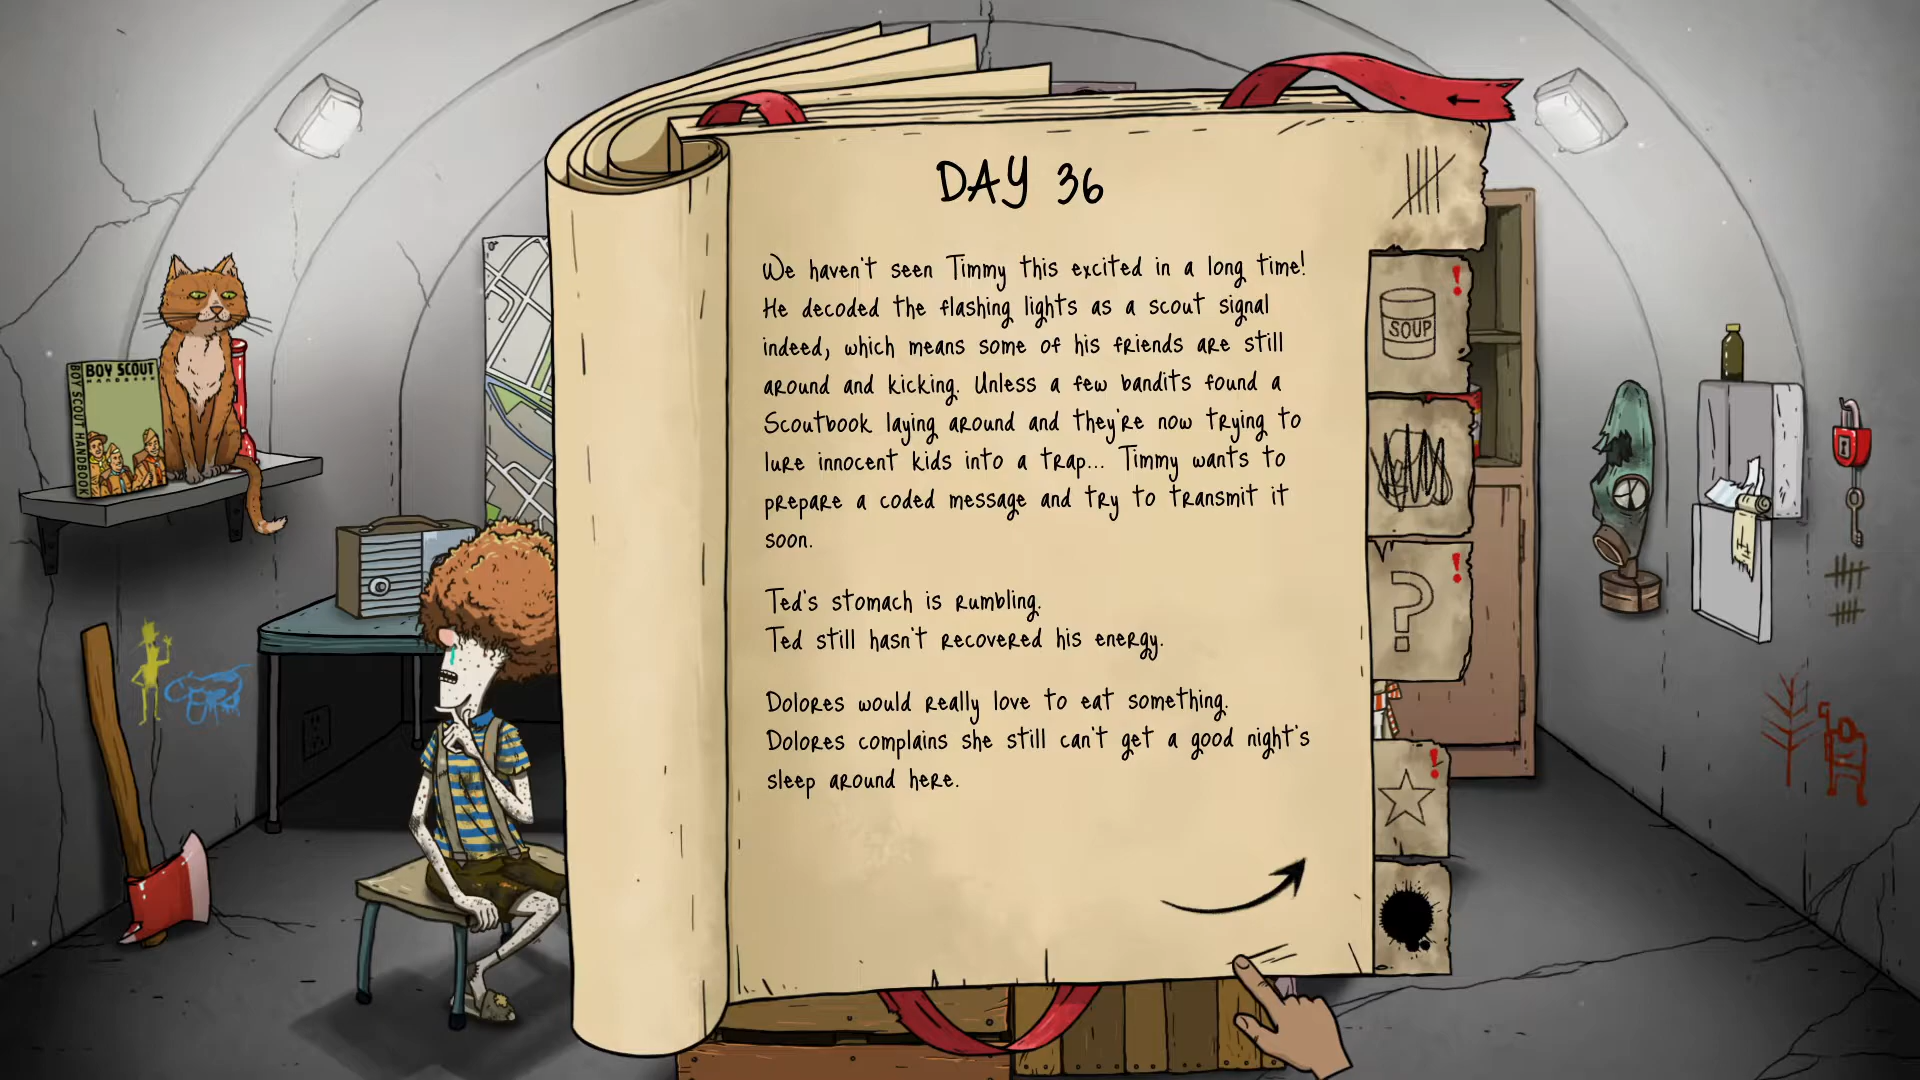 DAY 36
We haven't seen Timmy this excited in a long time!
He decoded the flashing lights as a scout signal
indeed, which means some of his friends are still
around and kicking. Unless a few bandits found a
Scoutbook laying around and they're now trying to
lure innocent kids into a trap... Timmy wants to
prepare a coded message and try to transmit it
soon.
Ted's stomach is rumbling.
Ted still hasn't recovered his energy.
Dolores would really love to eat something.
Dolores complains she still can't get a good night's
sleep around here.
!
SOUP
!
?
!
BOY SCOUT
HANDBOOK
BOY SCOUT HANDBOOK